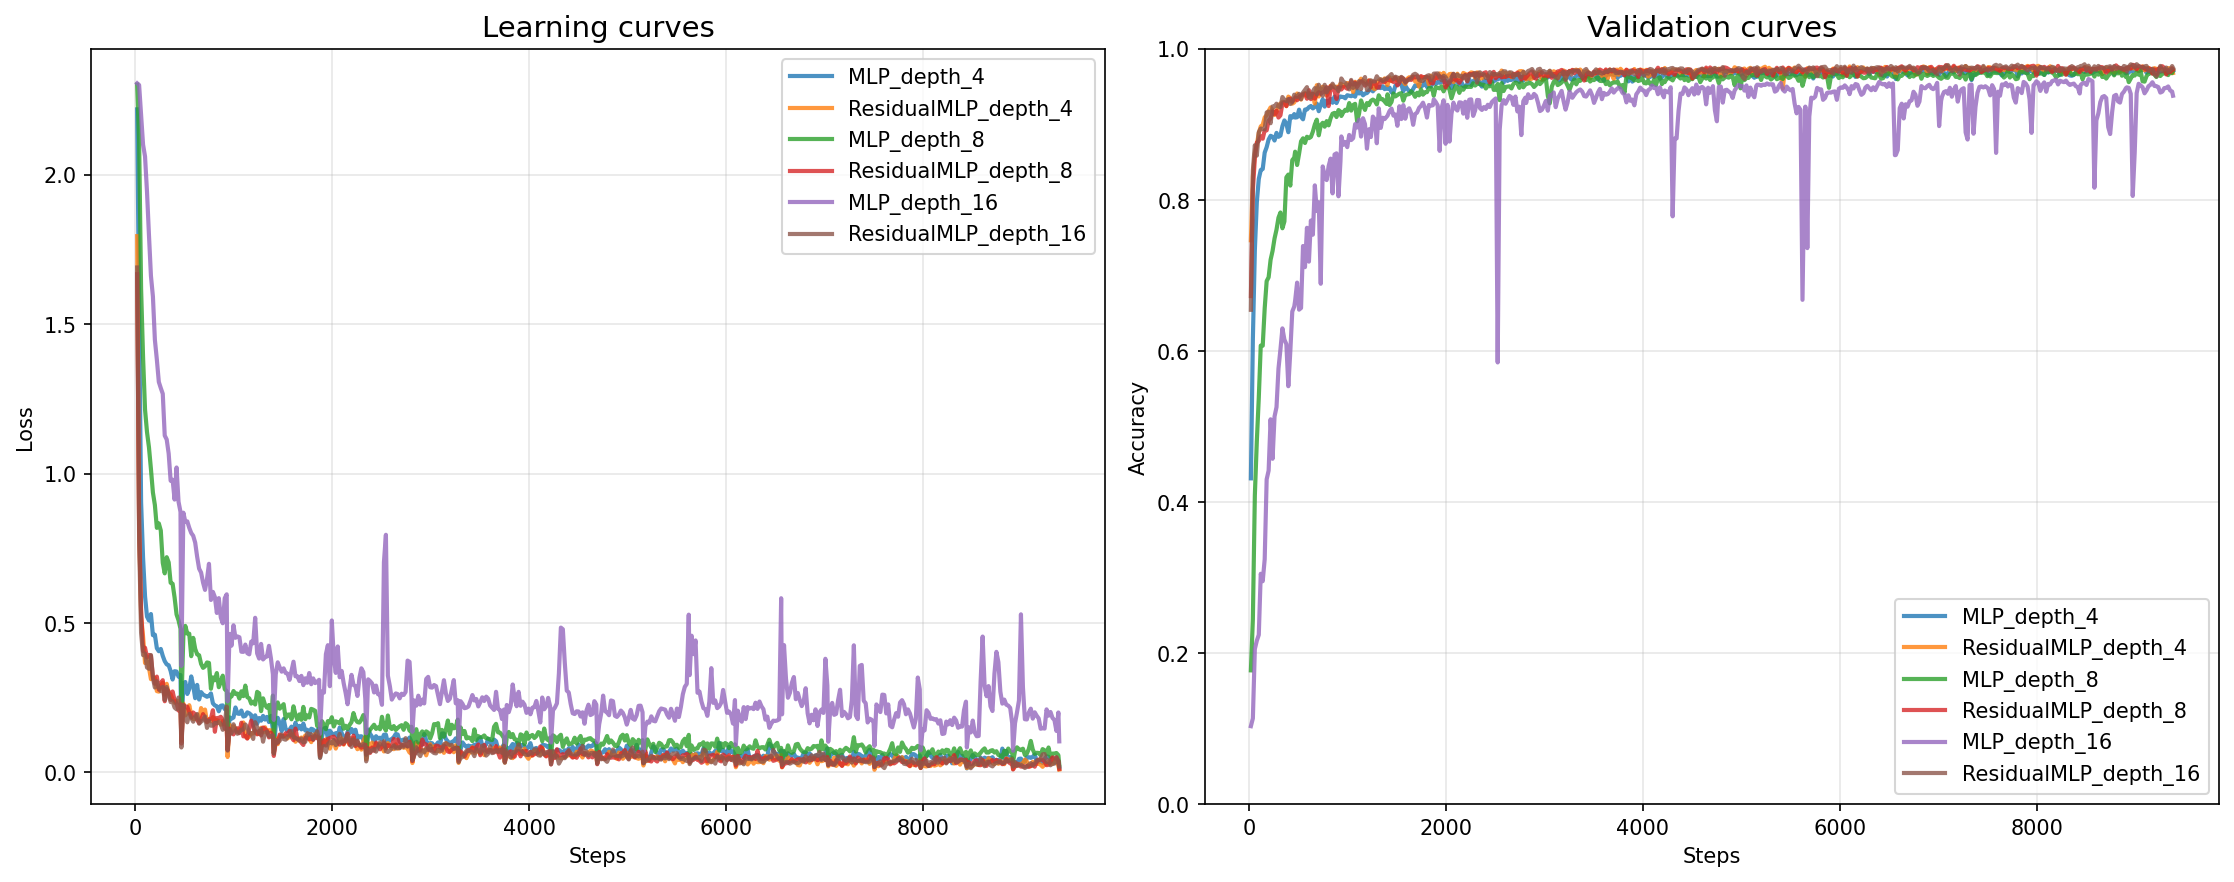 Learning curves
2.0
1.5
1.0
0.5
0.0
Loss
0
2000
4000
6000
8000
Steps
MLP_depth_4
ResidualMLP_depth_4
MLP_depth_8
ResidualMLP_depth_8
MLP_depth_16
ResidualMLP_depth_16
Validation curves
1.0
0.8
0.6
0.4
0.2
0.0
Accuracy
0
2000
4000
6000
8000
Steps
MLP_depth_4
ResidualMLP_depth_4
MLP_depth_8
ResidualMLP_depth_8
MLP_depth_16
ResidualMLP_depth_16